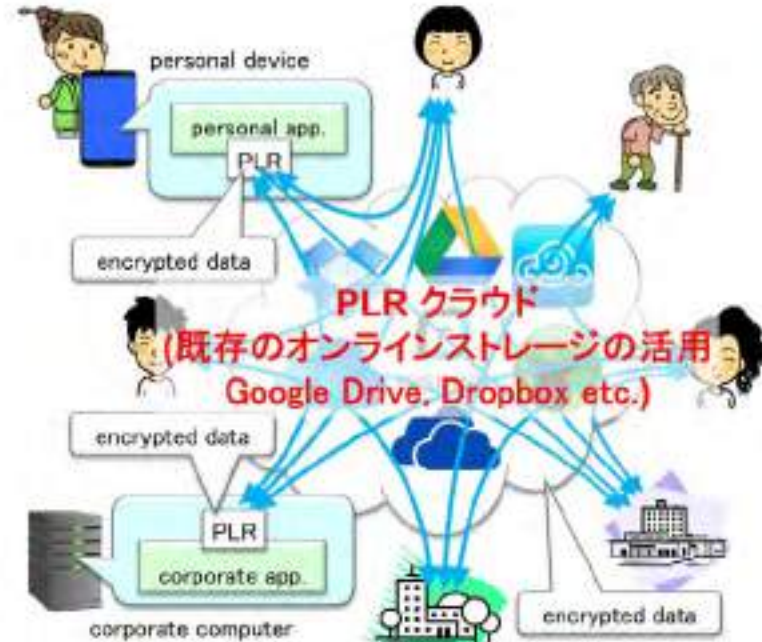 personal device
personal app.
PLR
encrypted data
PLR クラウド
(既存のオンラインストレージの活用
Google Drive, Dropbox etc.)
encrypted data
PLR
corporate app.
corporate computer
encrypted data